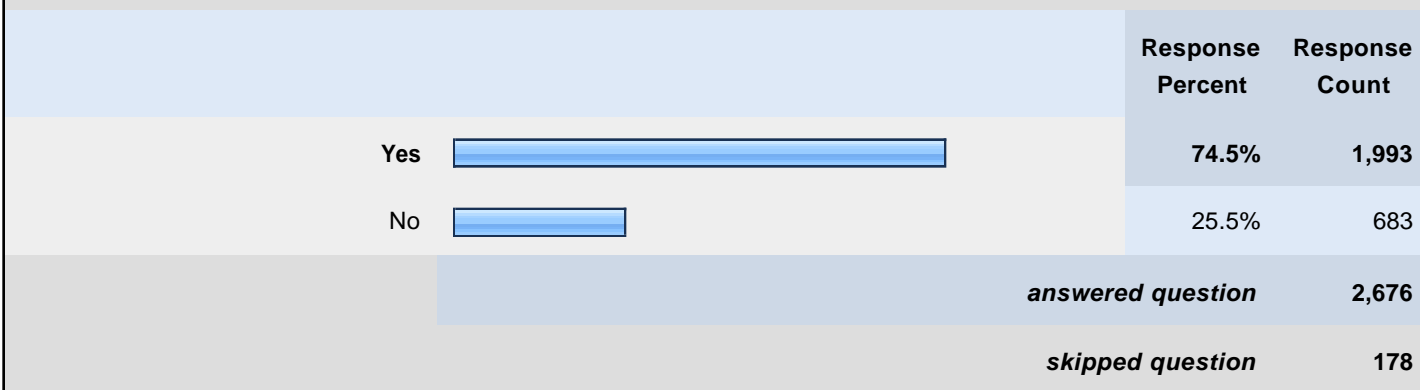 Response Percent Response Count
Yes 74.5% 1,993
No 25.5% 683
answered question 2,676
skipped question 178